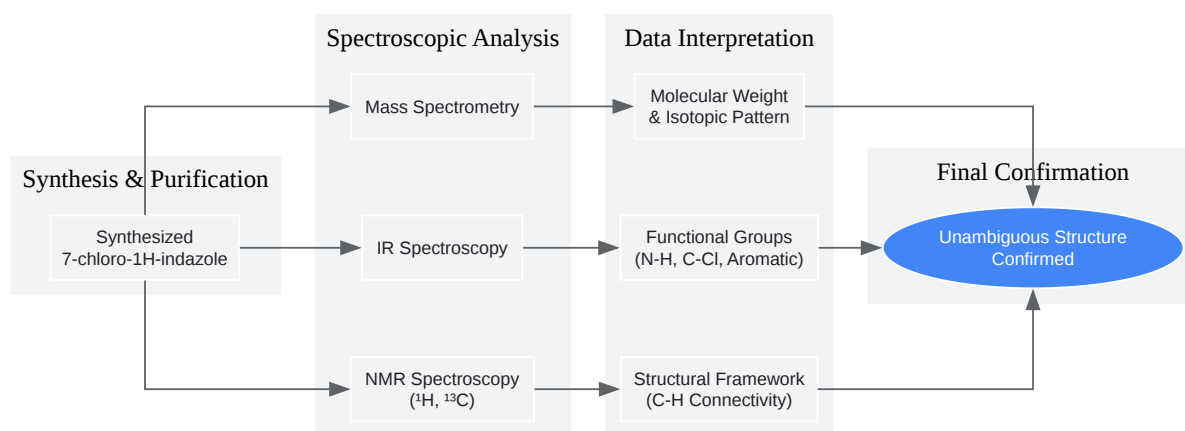 Synthesis & Purification
Synthesized
7-chloro-1H-indazole
Spectroscopic Analysis
Mass Spectrometry
IR Spectroscopy
NMR Spectroscopy
(¹H, ¹³C)
Data Interpretation
Molecular Weight
& Isotopic Pattern
Functional Groups
(N-H, C-Cl, Aromatic)
Structural Framework
(C-H Connectivity)
Final Confirmation
Unambiguous Structure
Confirmed